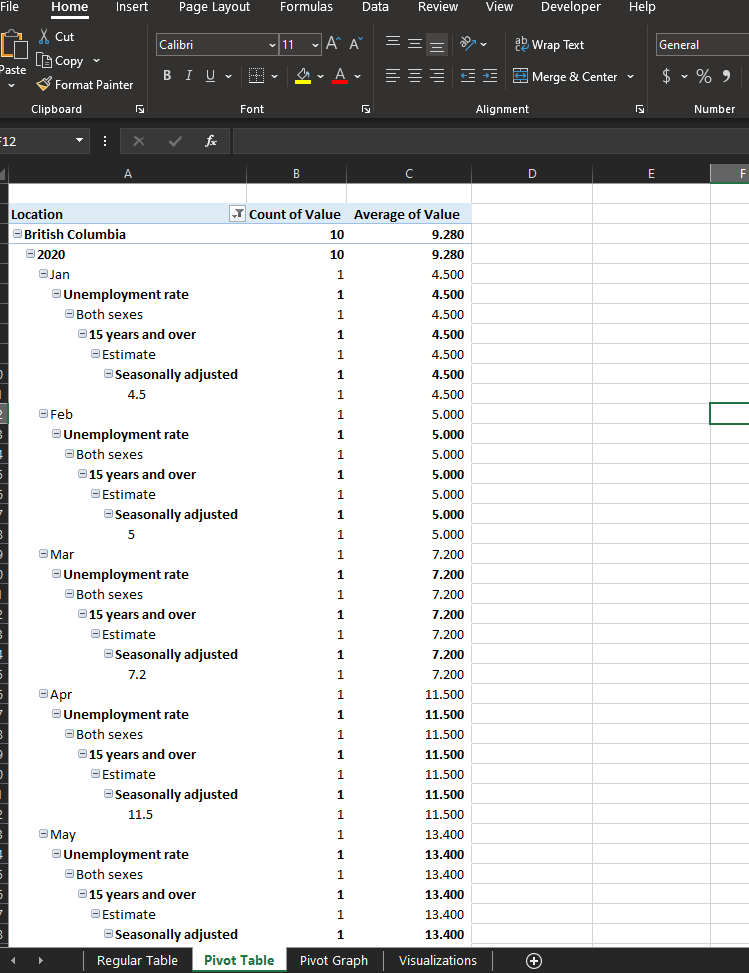 File Home Insert Page Layout Formulas Data Review View Developer Help
Cut
Copy
Paste
Format Painter
Clipboard
Calibri 11 A A
B I U A
Font
Wrap Text
Merge & Center
Alignment
General
$ %
Number
F12
fx
A B C D E F
Location Count of Value Average of Value
British Columbia 10 9.280
2020 10 9.280
Jan 1 4.500
Unemployment rate 1 4.500
Both sexes 1 4.500
15 years and over 1 4.500
Estimate 1 4.500
Seasonally adjusted 1 4.500
4.5 1 4.500
Feb 1 5.000
Unemployment rate 1 5.000
Both sexes 1 5.000
15 years and over 1 5.000
Estimate 1 5.000
Seasonally adjusted 1 5.000
5 1 5.000
Mar 1 7.200
Unemployment rate 1 7.200
Both sexes 1 7.200
15 years and over 1 7.200
Estimate 1 7.200
Seasonally adjusted 1 7.200
7.2 1 7.200
Apr 1 11.500
Unemployment rate 1 11.500
Both sexes 1 11.500
15 years and over 1 11.500
Estimate 1 11.500
Seasonally adjusted 1 11.500
11.5 1 11.500
May 1 13.400
Unemployment rate 1 13.400
Both sexes 1 13.400
15 years and over 1 13.400
Estimate 1 13.400
Seasonally adjusted 1 13.400
Regular Table Pivot Table Pivot Graph Visualizations